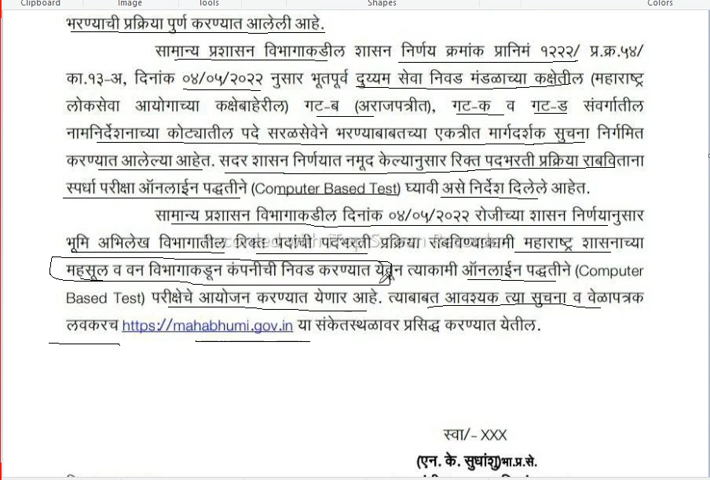 Clipboard Image Tools Shapes Colors
भरण्याची प्रक्रिया पुर्ण करण्यात आलेली आहे.
सामान्य प्रशासन विभागाकडील शासन निर्णय क्रमांक प्रानिमं १२२२/ प्र.क्र.५४/
का.१३-अ, दिनांक ०४/०५/२०२२ नुसार भूतपूर्व दुय्यम सेवा निवड मंडळाच्या कक्षेतील (महाराष्ट्र
लोकसेवा आयोगाच्या कक्षेबाहेरील) गट-ब (अराजपत्रीत), गट-क व गट-ड संवर्गातील
नामनिर्देशनाच्या कोट्यातील पदे सरळसेवेने भरण्याबाबतच्या एकत्रीत मार्गदर्शक सुचना निर्गमित
करण्यात आलेल्या आहेत. सदर शासन निर्णयात नमूद केल्यानुसार रिक्त पदभरती प्रक्रिया राबविताना
स्पर्धा परीक्षा ऑनलाईन पद्धतीने (Computer Based Test) घ्यावी असे निर्देश दिलेले आहेत.
सामान्य प्रशासन विभागाकडील दिनांक ०४/०५/२०२२ रोजीच्या शासन निर्णयानुसार
भूमि अभिलेख विभागातील रिक्त पदांची पदभरती प्रक्रिया राबविण्याकामी महाराष्ट्र शासनाच्या
महसूल व वन विभागाकडून कंपनीची निवड करण्यात येवून त्याकामी ऑनलाईन पद्धतीने (Computer
Based Test) परीक्षेचे आयोजन करण्यात येणार आहे. त्याबाबत आवश्यक त्या सुचना व वेळापत्रक
लवकरच https://mahabhumi.gov.in या संकेतस्थळावर प्रसिद्ध करण्यात येतील.
स्वा/- XXX
(एन. के. सुधांशु)भा.प्र.से.